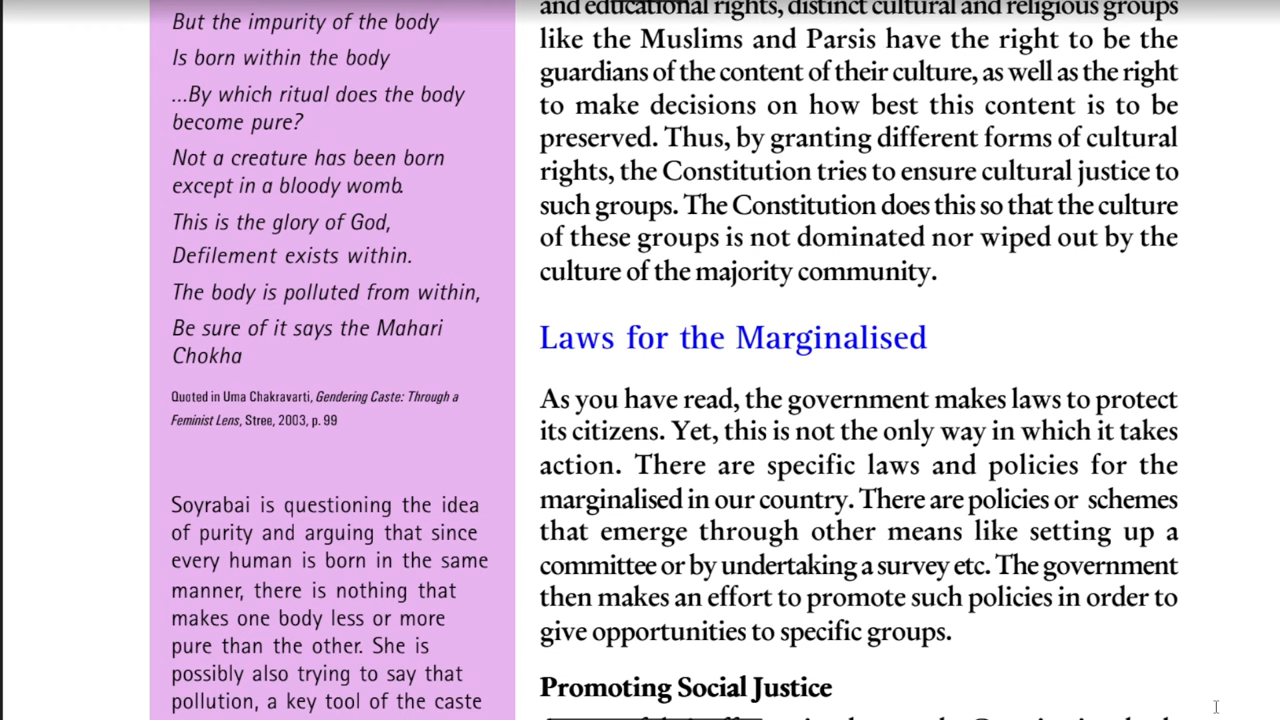 But the impurity of the body
Is born within the body
...By which ritual does the body
become pure?
Not a creature has been born
except in a bloody womb.
This is the glory of God,
Defilement exists within.
The body is polluted from within,
Be sure of it says the Mahari
Chokha
Quoted in Uma Chakravarti, Gendering Caste: Through a
Feminist Lens, Stree, 2003, p. 99
Soyrabai is questioning the idea
of purity and arguing that since
every human is born in the same
manner, there is nothing that
makes one body less or more
pure than the other. She is
possibly also trying to say that
pollution, a key tool of the caste
and educational rights, distinct cultural and religious groups
like the Muslims and Parsis have the right to be the
guardians of the content of their culture, as well as the right
to make decisions on how best this content is to be
preserved. Thus, by granting different forms of cultural
rights, the Constitution tries to ensure cultural justice to
such groups. The Constitution does this so that the culture
of these groups is not dominated nor wiped out by the
culture of the majority community.
Laws for the Marginalised
As you have read, the government makes laws to protect
its citizens. Yet, this is not the only way in which it takes
action. There are specific laws and policies for the
marginalised in our country. There are policies or schemes
that emerge through other means like setting up a
committee or by undertaking a survey etc. The government
then makes an effort to promote such policies in order to
give opportunities to specific groups.
Promoting Social Justice